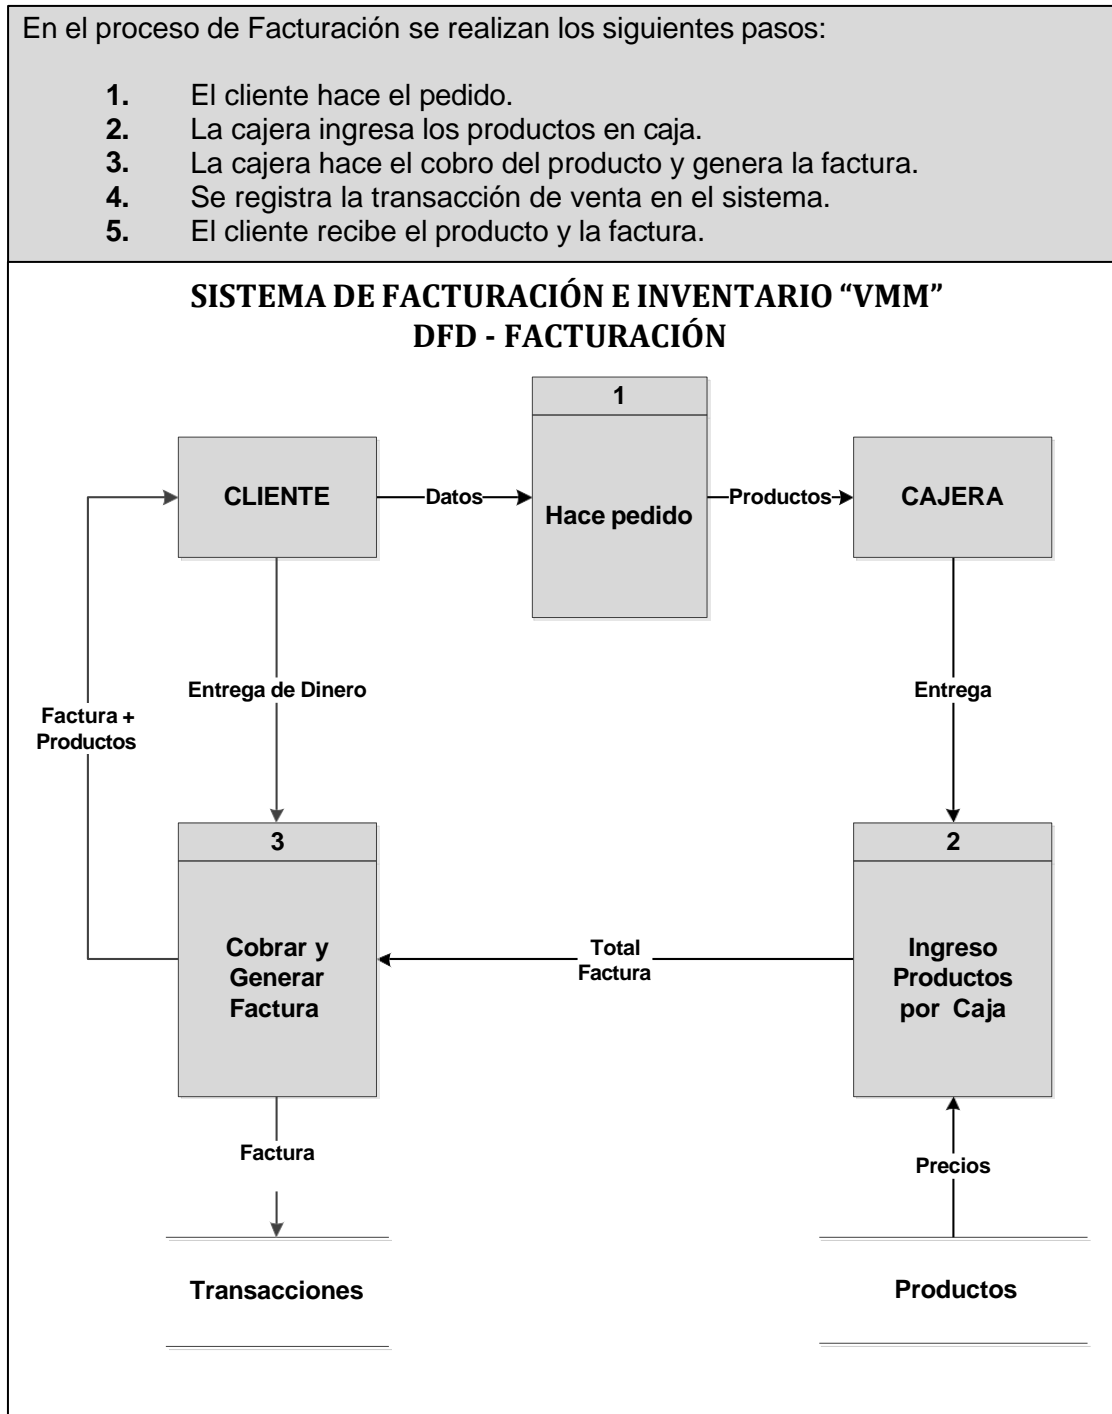 En el proceso de Facturación se realizan los siguientes pasos:
1. El cliente hace el pedido.
2. La cajera ingresa los productos en caja.
3. La cajera hace el cobro del producto y genera la factura.
4. Se registra la transacción de venta en el sistema.
5. El cliente recibe el producto y la factura.
SISTEMA DE FACTURACIÓN E INVENTARIO “VMM”
DFD - FACTURACIÓN
1
CLIENTE
Datos
Hace pedido
Productos
CAJERA
Entrega de Dinero
Entrega
Factura +
Productos
3
2
Cobrar y
Generar
Factura
Total
Factura
Ingreso
Productos
por Caja
Factura
Precios
Transacciones
Productos